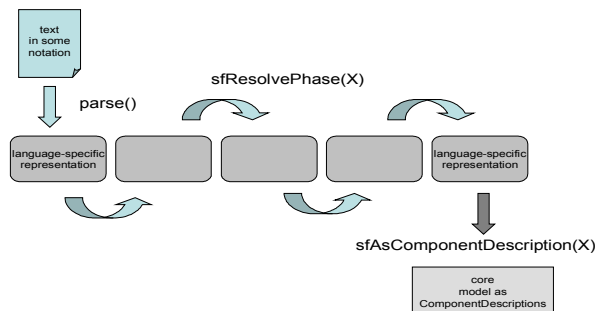 text
in some
notation
parse()
sfResolvePhase(X)
language-specific
representation
language-specific
representation
sfAsComponentDescription(X)
core
model as
ComponentDescriptions